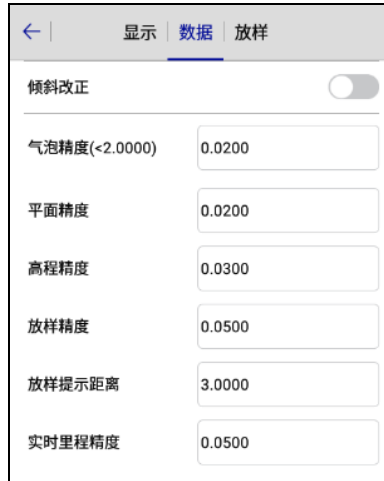 显示 数据 放样
倾斜改正
气泡精度(<2.0000) 0.0200
平面精度 0.0200
高程精度 0.0300
放样精度 0.0500
放样提示距离 3.0000
实时里程精度 0.0500